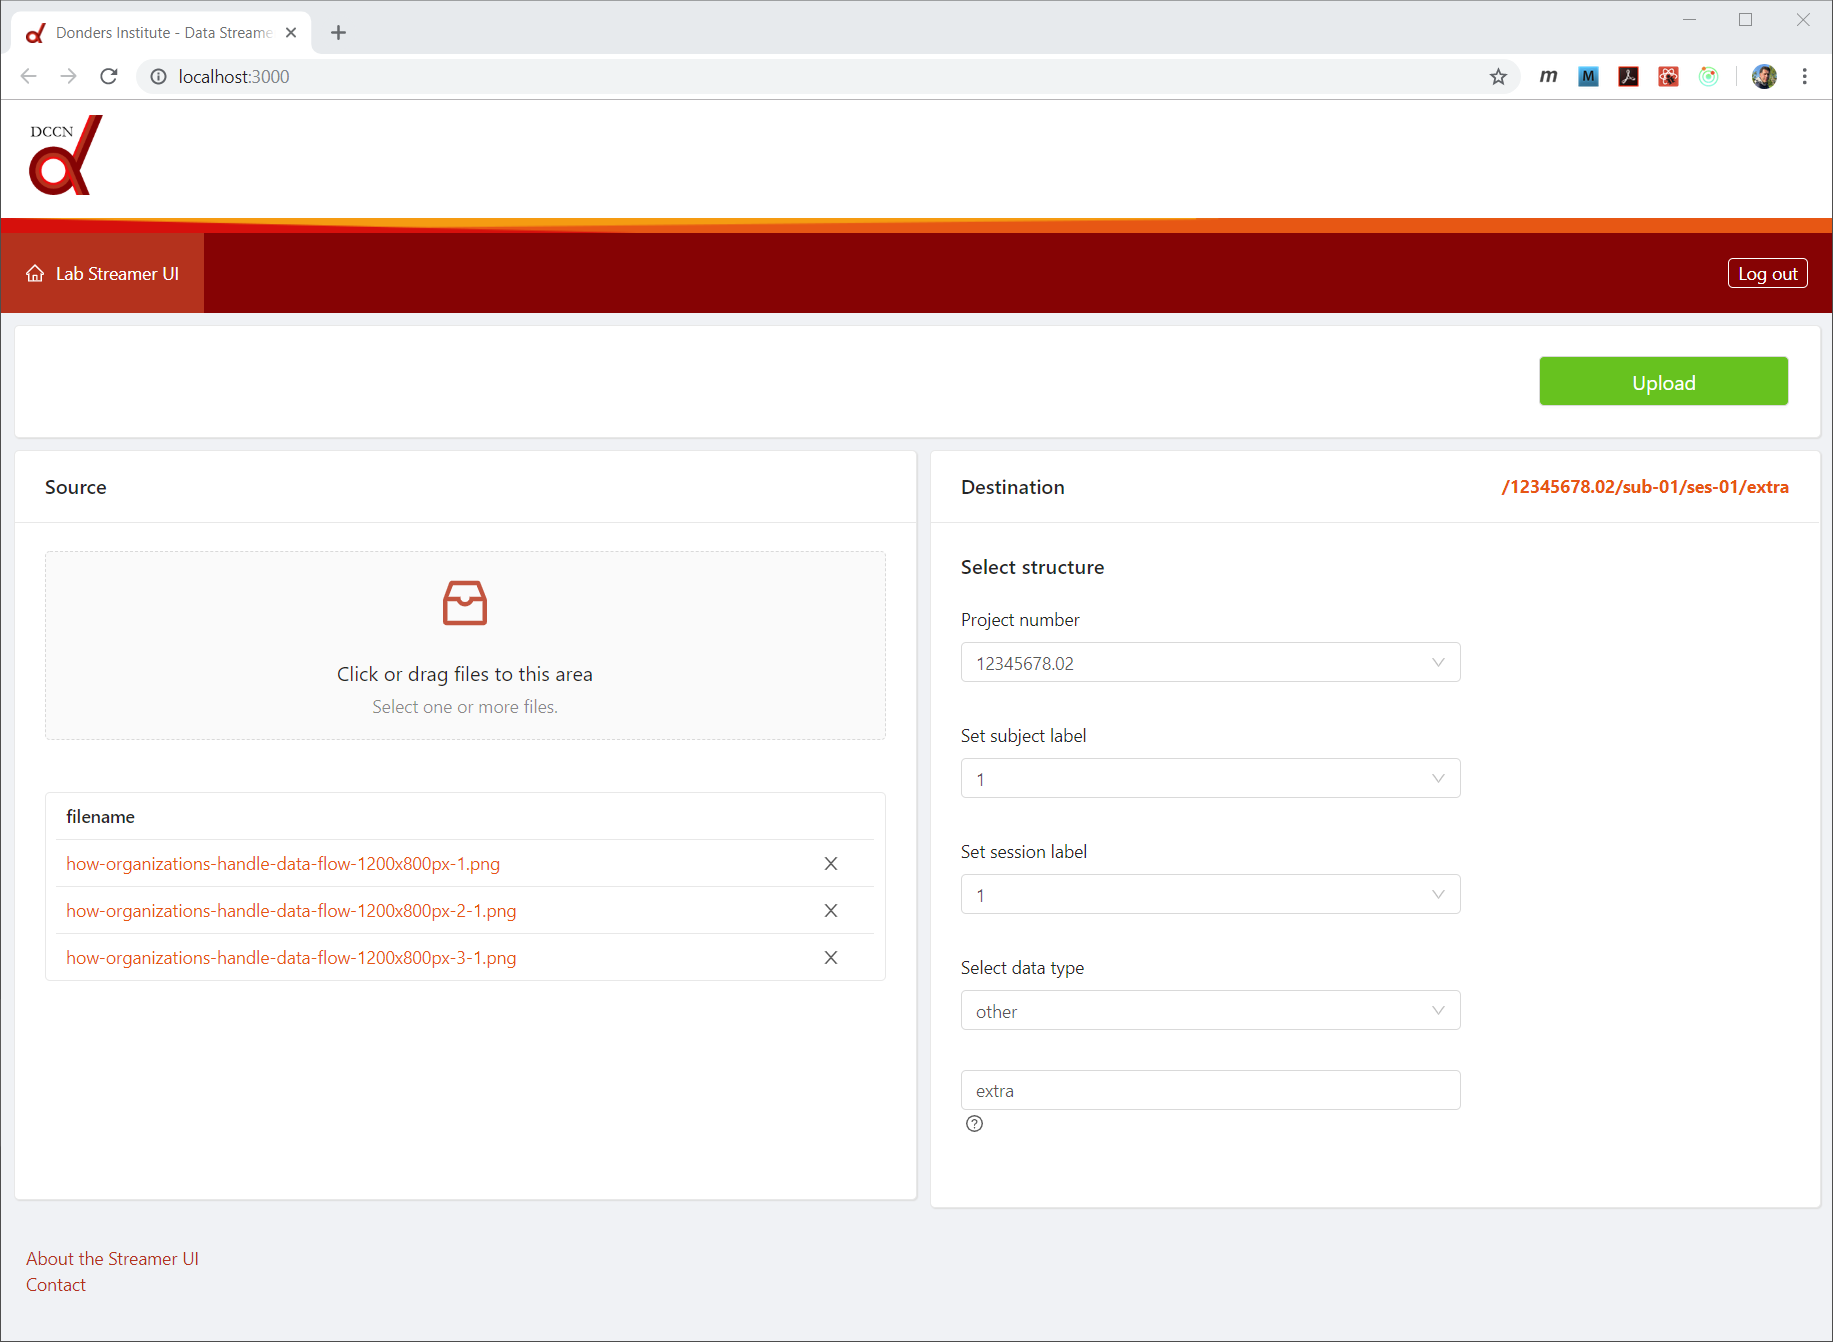 Donders Institute - Data Streame
localhost:3000
m
M
DCCN
Lab Streamer UI
Log out
Upload
Source
Destination
/12345678.02/sub-01/ses-01/extra
Click or drag files to this area
Select one or more files.
filename
how-organizations-handle-data-flow-1200x800px-1.png
how-organizations-handle-data-flow-1200x800px-2-1.png
how-organizations-handle-data-flow-1200x800px-3-1.png
Select structure
Project number
12345678.02
Set subject label
1
Set session label
1
Select data type
other
extra
About the Streamer UI
Contact